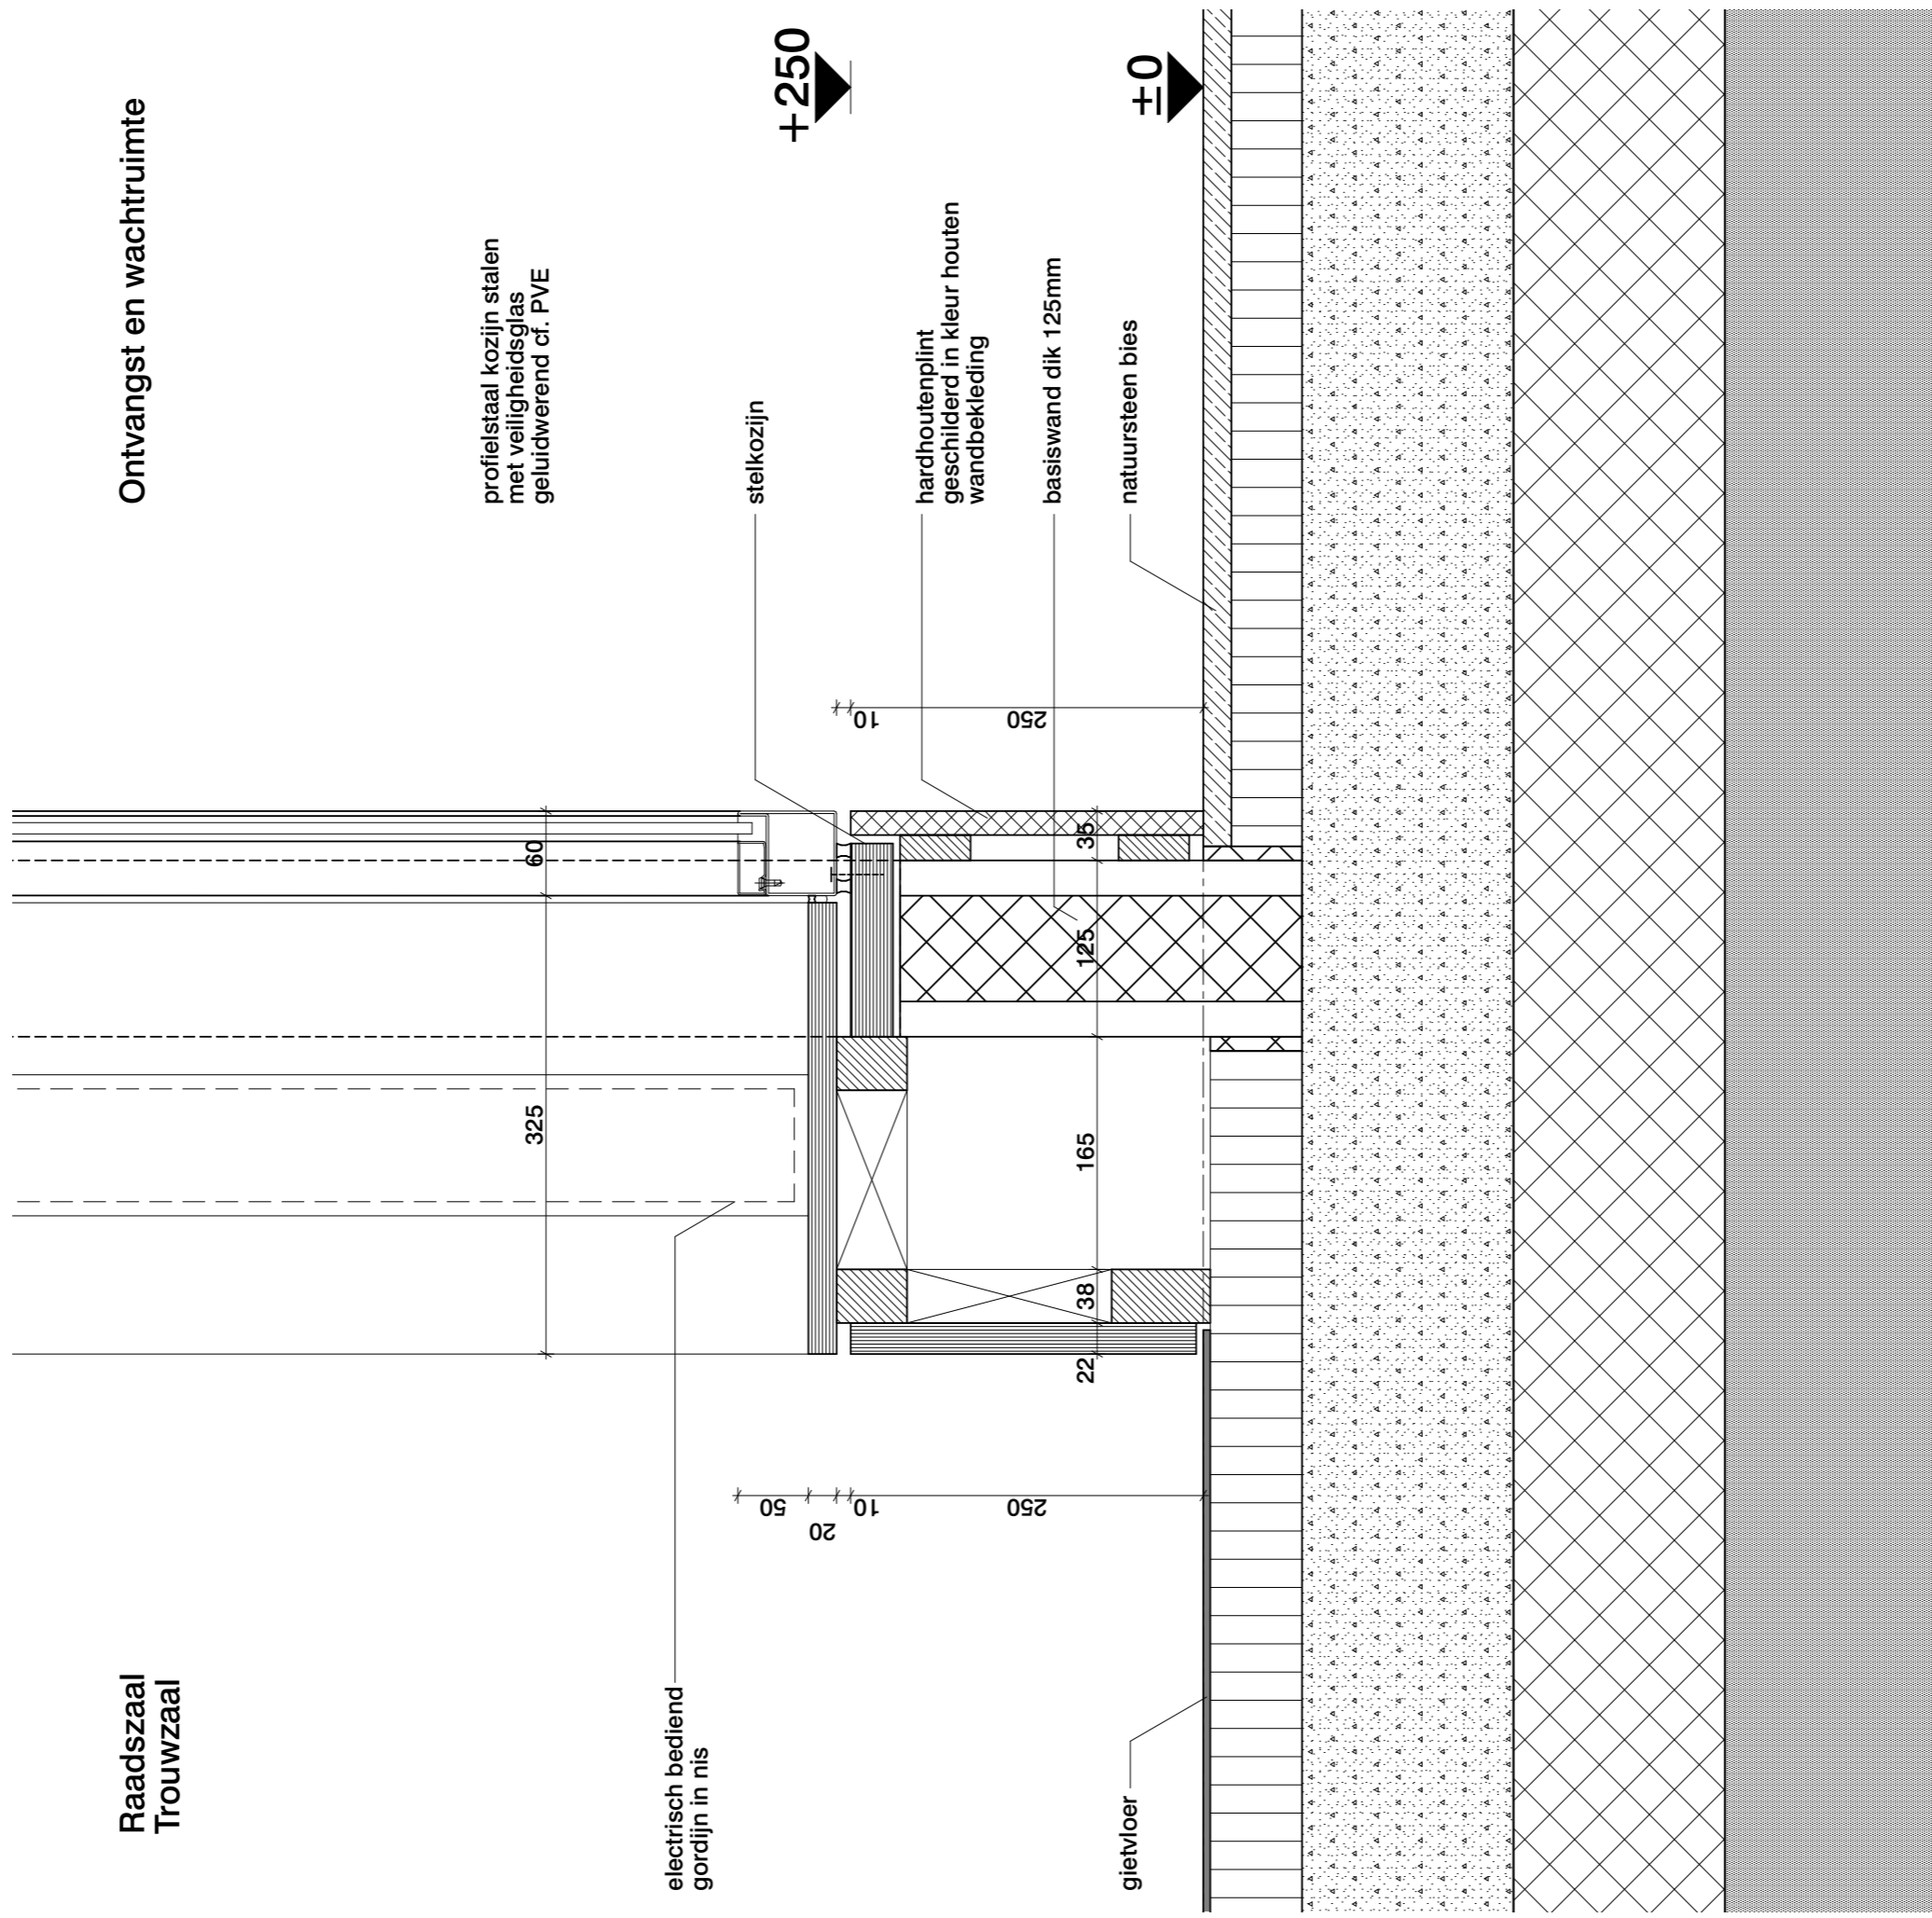 Raadszaal
Trouwzaal
Ontvangst en wachtruimte
profielstaal kozijn stalen
met veiligheidsglas
geluidwerend cf. PVE
stelkozijn
hardhoutenplint
geschilderd in kleur houten
wandbekleding
basiswand dik 125mm
natuursteen bies
electrisch bediend
gordijn in nis
gietvloer
+250
±0
325
60
22
38
165
125
35
50
20
10
250
10
250